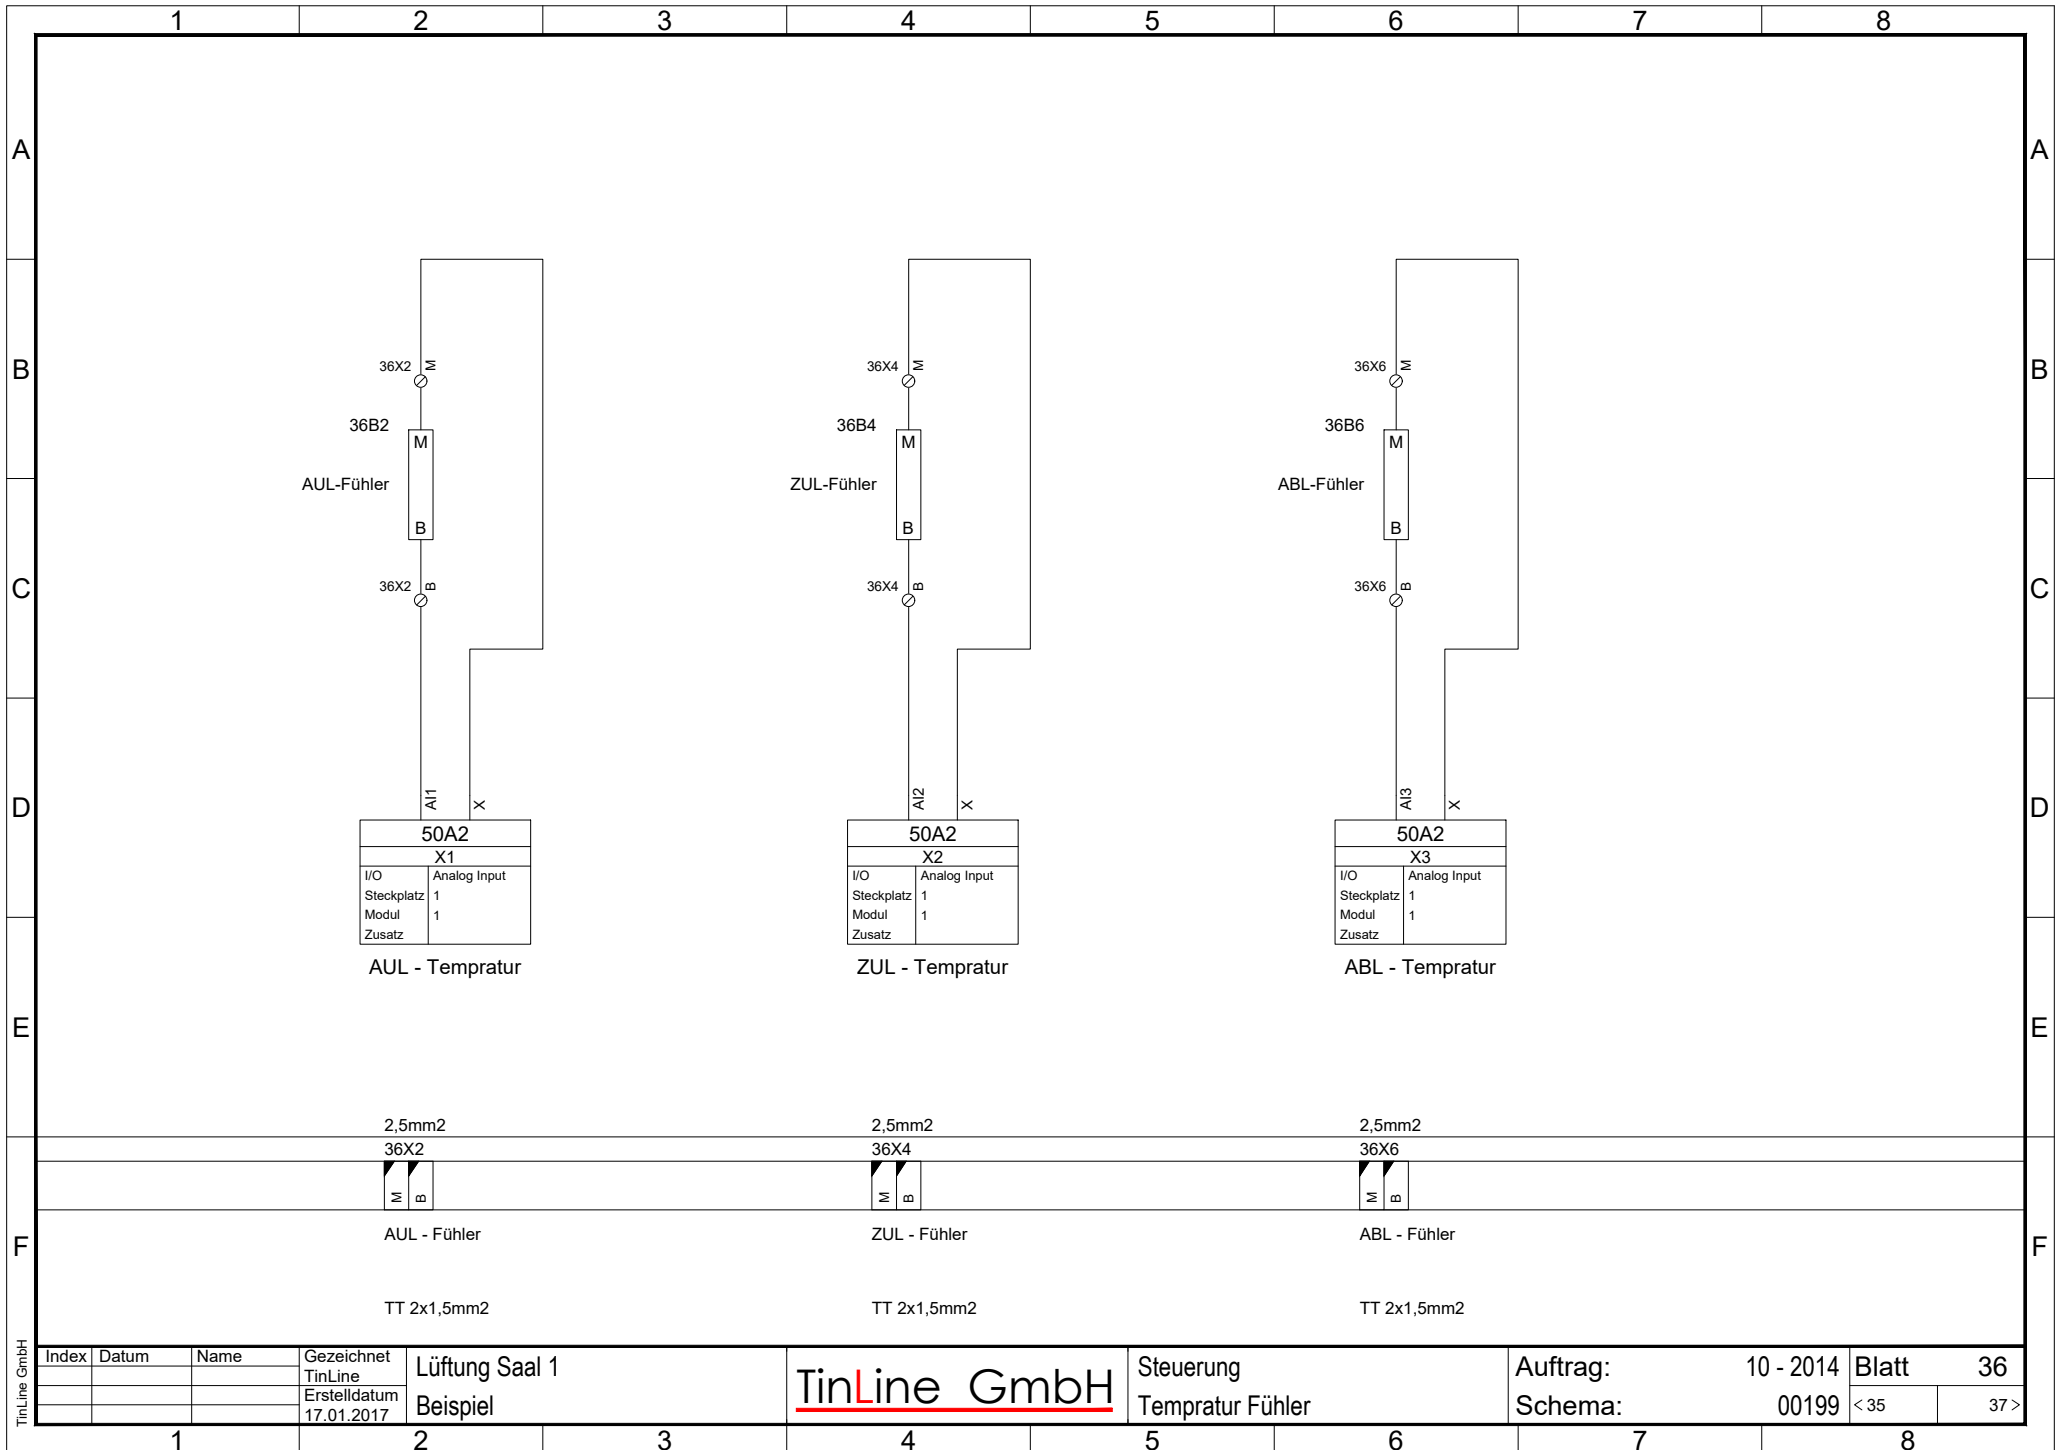 1 2 3 4 5 6 7 8
A A
36X2 M 36X4 M 36X6 M
B B
36B2 36B4 36B6
M M M
AUL-Fühler ZUL-Fühler ABL-Fühler
B B B
36X2 B 36X4 B 36X6 B
C C
AI1 X AI2 X AI3 X
D D
50A2 50A2 50A2
X1 X2 X3
I/O Analog Input I/O Analog Input I/O Analog Input
Steckplatz 1 Steckplatz 1 Steckplatz 1
Modul 1 Modul 1 Modul 1
Zusatz Zusatz Zusatz
AUL - Tempratur ZUL - Tempratur ABL - Tempratur
E E
2,5mm2 2,5mm2 2,5mm2
36X2 36X4 36X6
M B M B M B
AUL - Fühler ZUL - Fühler ABL - Fühler
F F
TT 2x1,5mm2 TT 2x1,5mm2 TT 2x1,5mm2
TinLine GmbH
Index Datum Name
Gezeichnet
TinLine
Erstelldatum
17.01.2017
Lüftung Saal 1
Beispiel
TinLine GmbH
Steuerung
Tempratur Fühler
Auftrag: 10 - 2014
Schema: 00199
Blatt 36
< 35 37 >
1 2 3 4 5 6 7 8